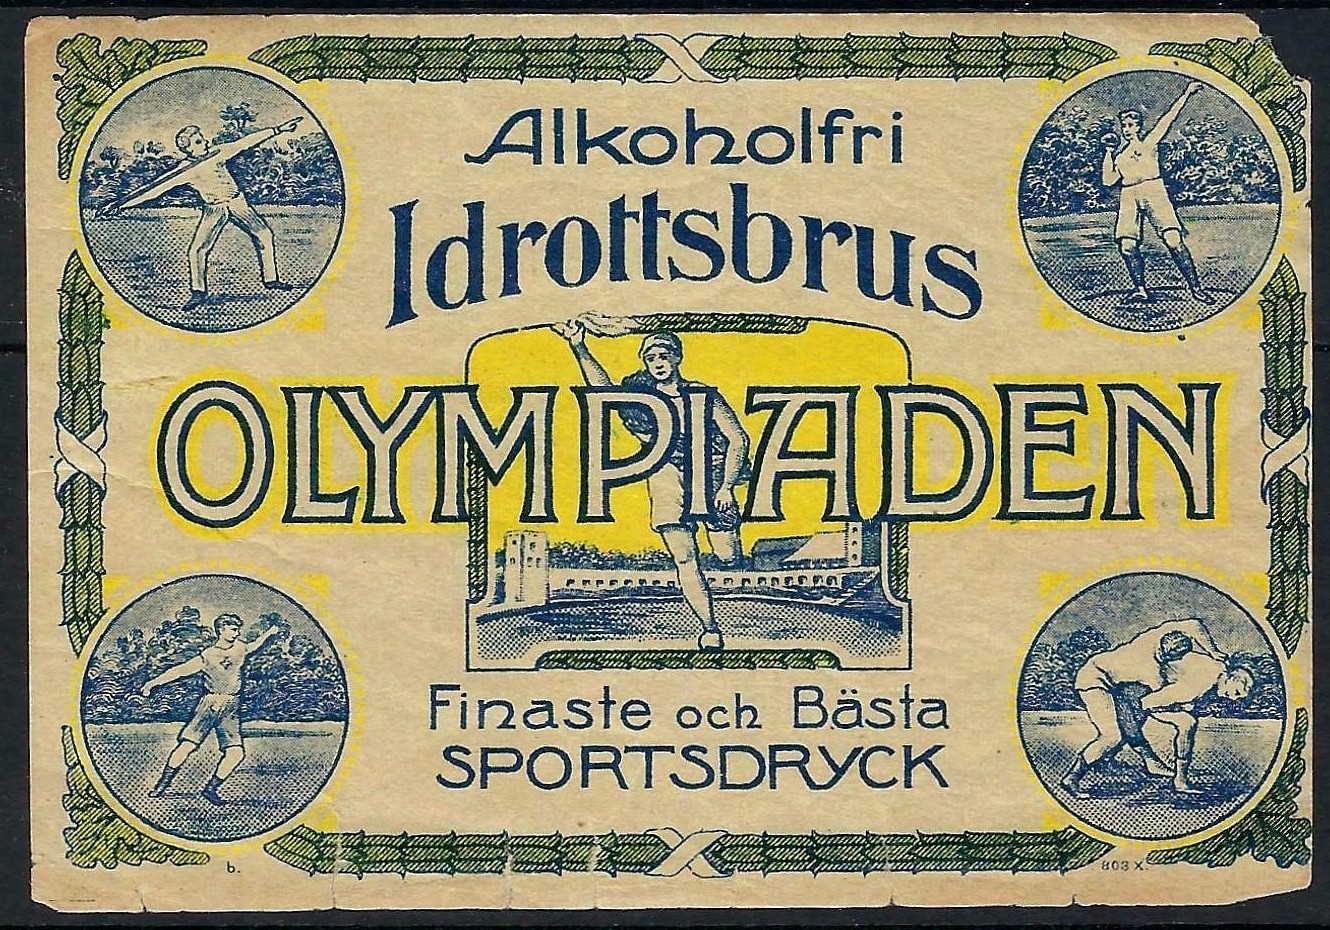 Alkoholfri
Idrottsbrus
OLYMPIADEN
Finaste och Bästa
SPORTSDRYCK
b.
803 X.